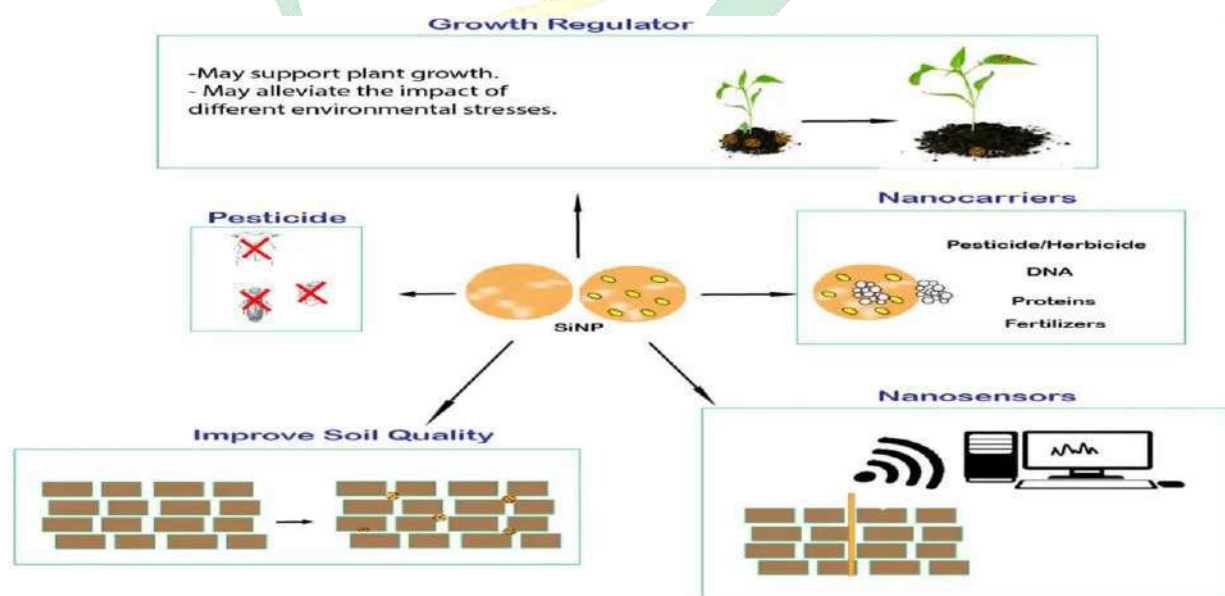 Growth Regulator
-May support plant growth.
- May alleviate the impact of
different environmental stresses.
Pesticide
Nanocarriers
Pesticide/Herbicide
DNA
Proteins
Fertilizers
SiNP
Nanosensors
Improve Soil Quality